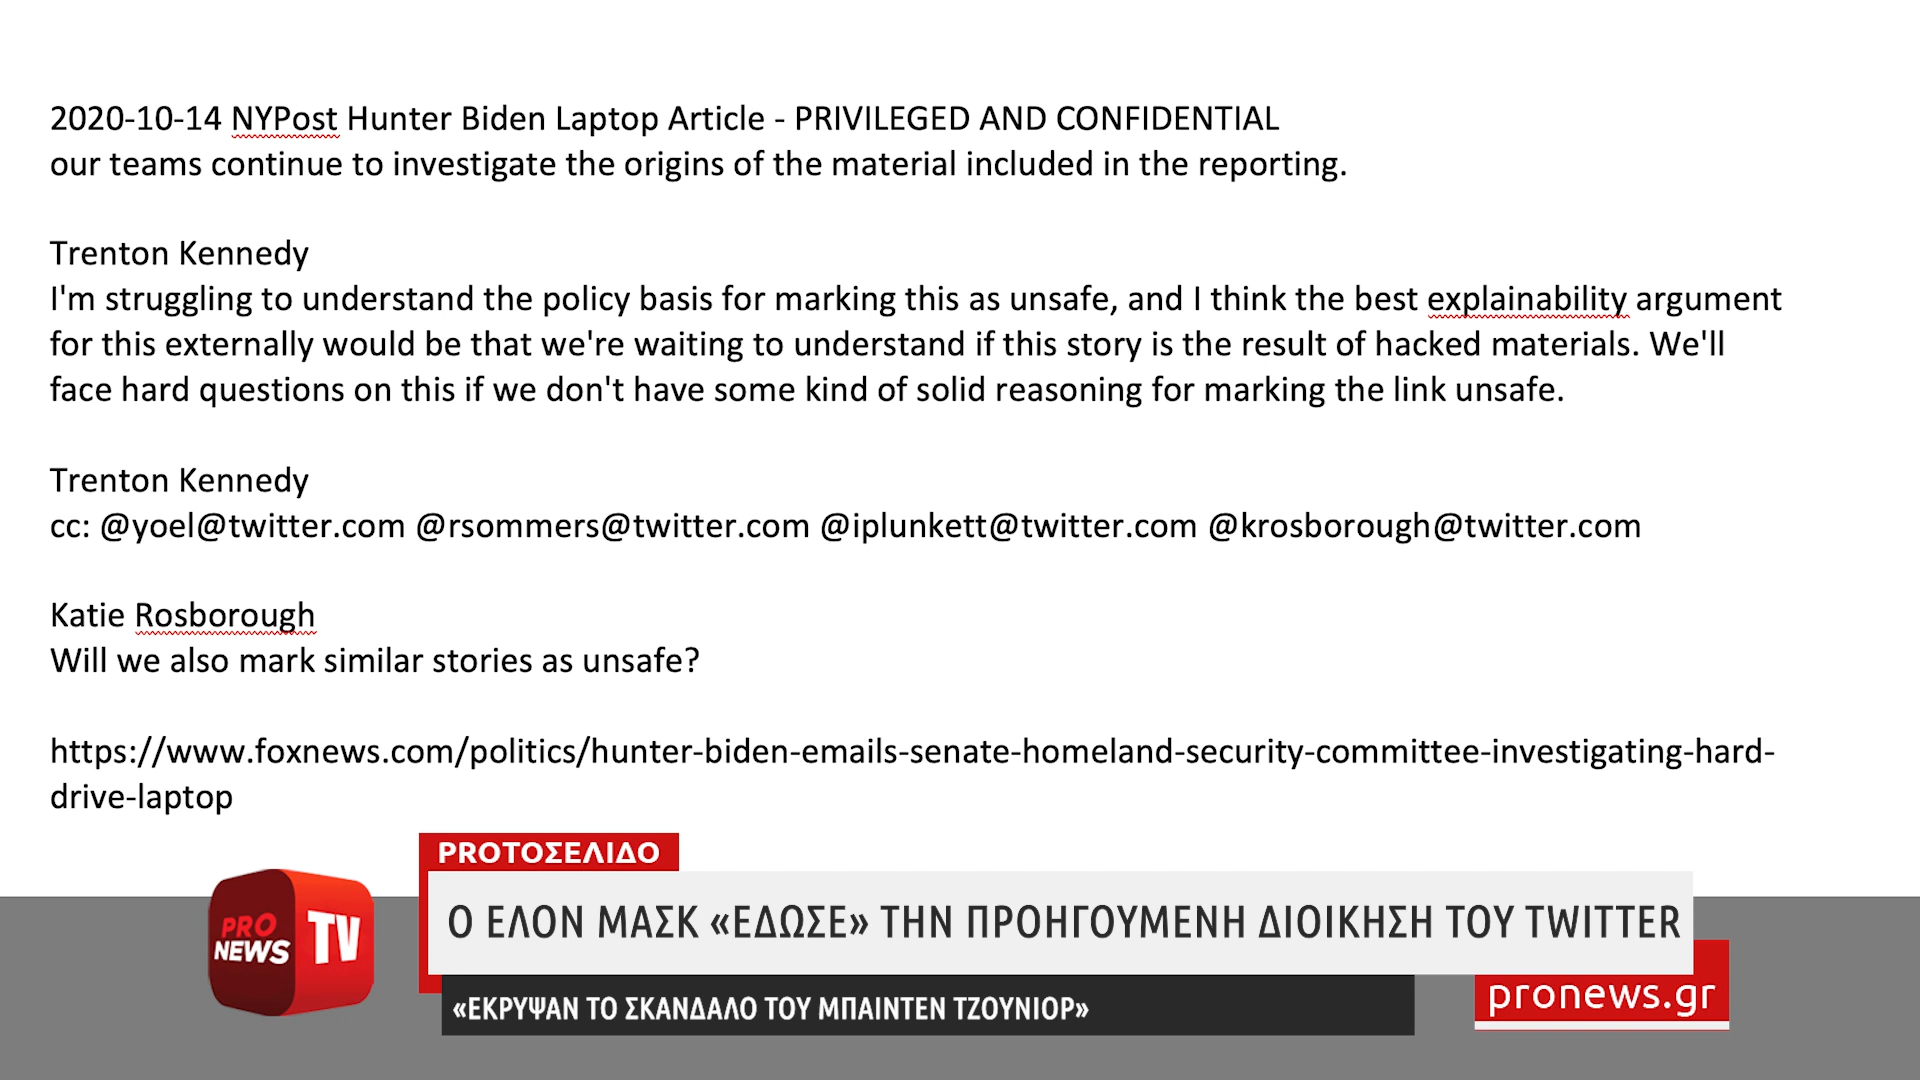 2020-10-14 NYPost Hunter Biden Laptop Article - PRIVILEGED AND CONFIDENTIAL
our teams continue to investigate the origins of the material included in the reporting.
Trenton Kennedy
I'm struggling to understand the policy basis for marking this as unsafe, and I think the best explainability argument
for this externally would be that we're waiting to understand if this story is the result of hacked materials. We'll
face hard questions on this if we don't have some kind of solid reasoning for marking the link unsafe.
Trenton Kennedy
cc: @yoel@twitter.com @rsommers@twitter.com @iplunkett@twitter.com @krosborough@twitter.com
Katie Rosborough
Will we also mark similar stories as unsafe?
https://www.foxnews.com/politics/hunter-biden-emails-senate-homeland-security-committee-investigating-hard-
drive-laptop
PROTOΣΕΛΙΔΟ
Ο ΕΛΟΝ ΜΑΣΚ «ΕΔΩΣΕ» ΤΗΝ ΠΡΟΗΓΟΥΜΕΝΗ ΔΙΟΙΚΗΣΗ ΤΟΥ TWITTER
PRO
NEWS TV
«ΕΚΡΥΨΑΝ ΤΟ ΣΚΑΝΔΑΛΟ ΤΟΥ ΜΠΑΙΝΤΕΝ ΤΖΟΥΝΙΟΡ»
pronews.gr